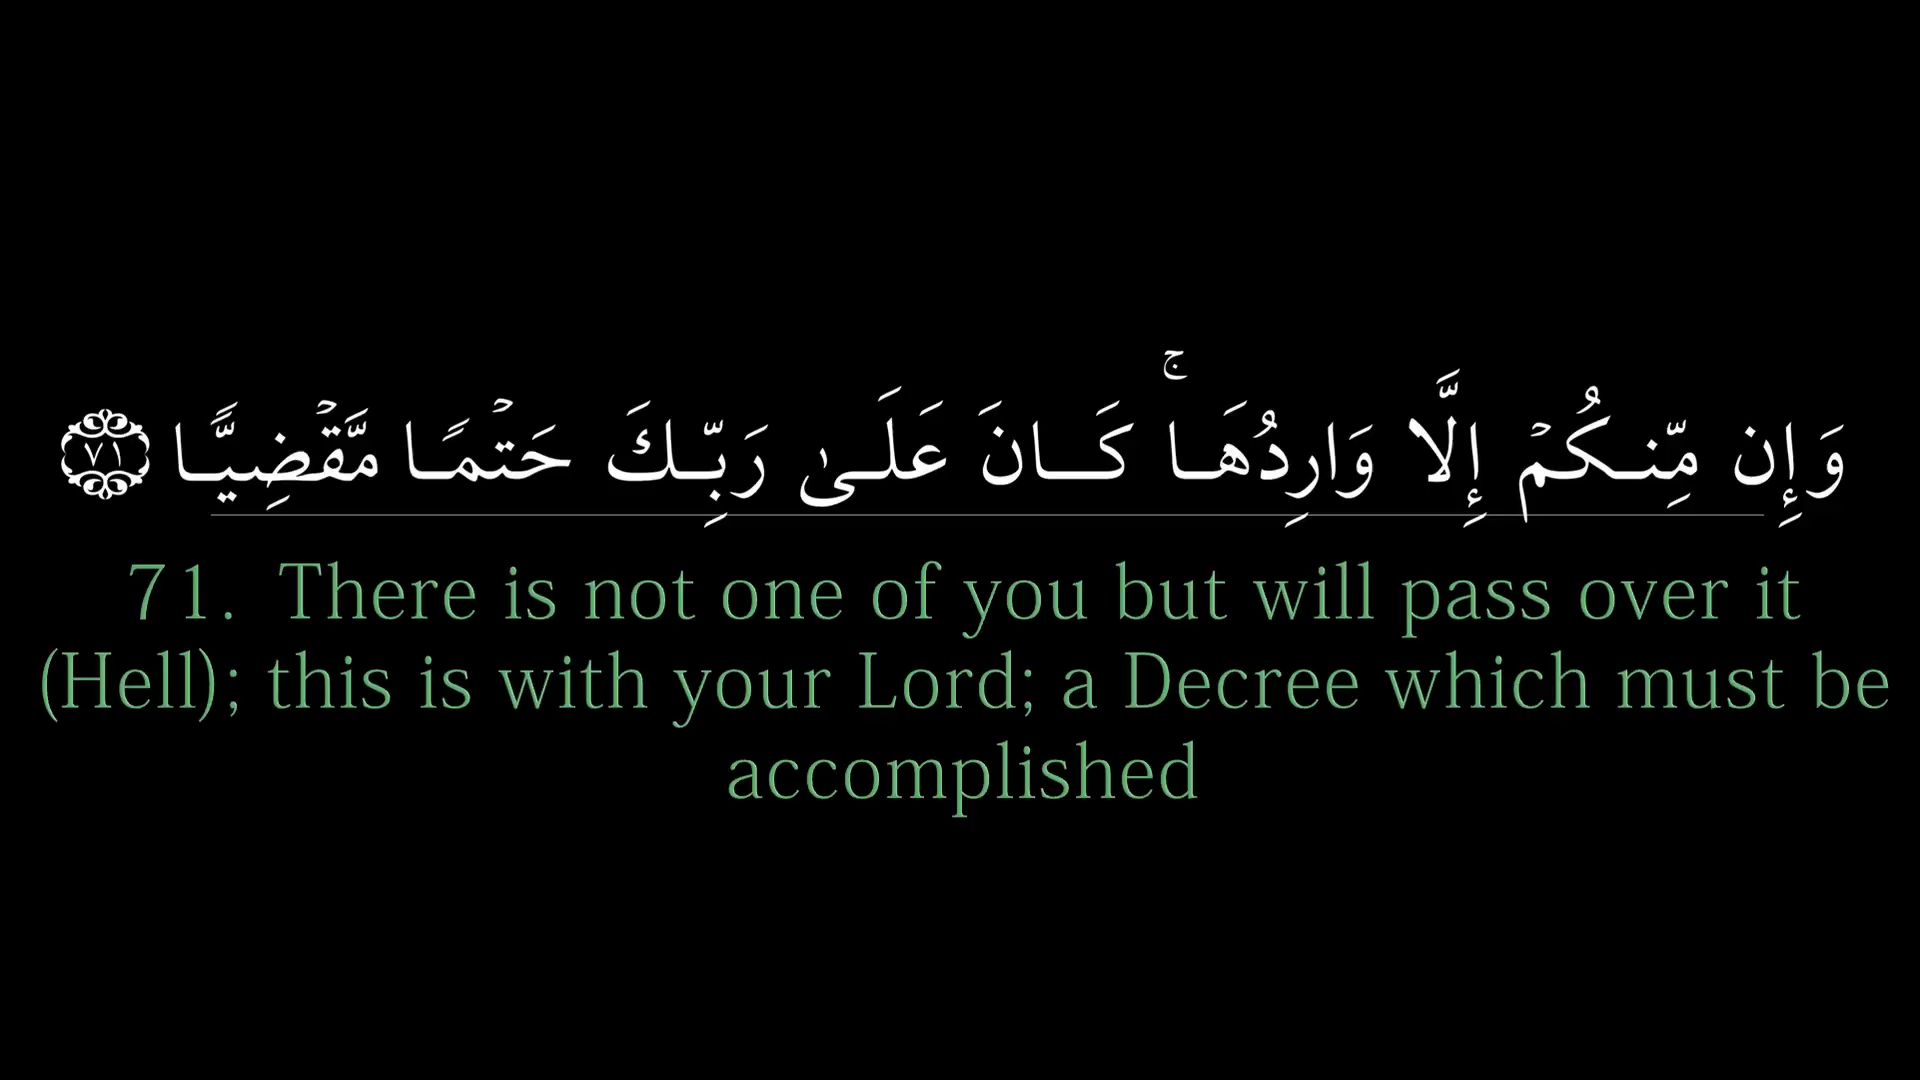 وَإِن مِّنكُمۡ إِلَّا وَارِدُهَاۚ كَانَ عَلَىٰ رَبِّكَ حَتۡمًا مَّقۡضِيًّا ٧١
71. There is not one of you but will pass over it
(Hell); this is with your Lord; a Decree which must be
accomplished